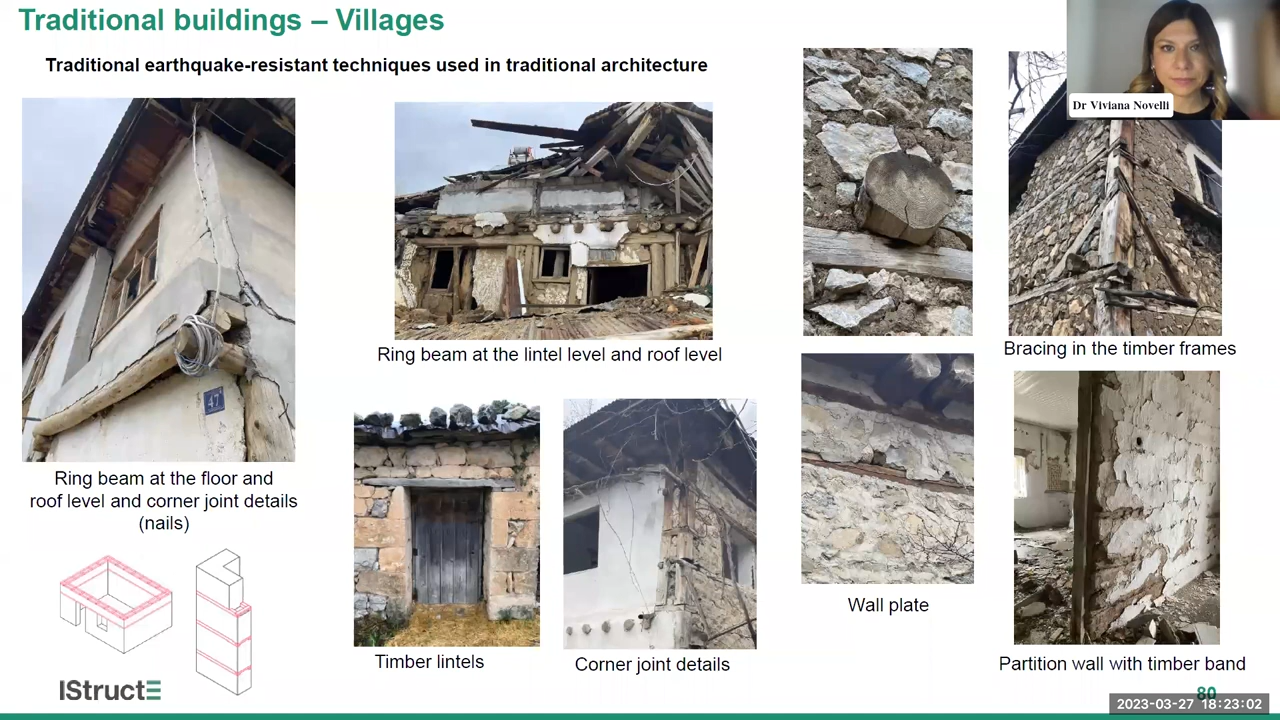 Traditional buildings – Villages
Traditional earthquake-resistant techniques used in traditional architecture
Dr Viviana Novelli
47
Ring beam at the lintel level and roof level
Bracing in the timber frames
Ring beam at the floor and
roof level and corner joint details
(nails)
Wall plate
Timber lintels
Corner joint details
Partition wall with timber band
IStructE
80
2023-03-27 18:23:02